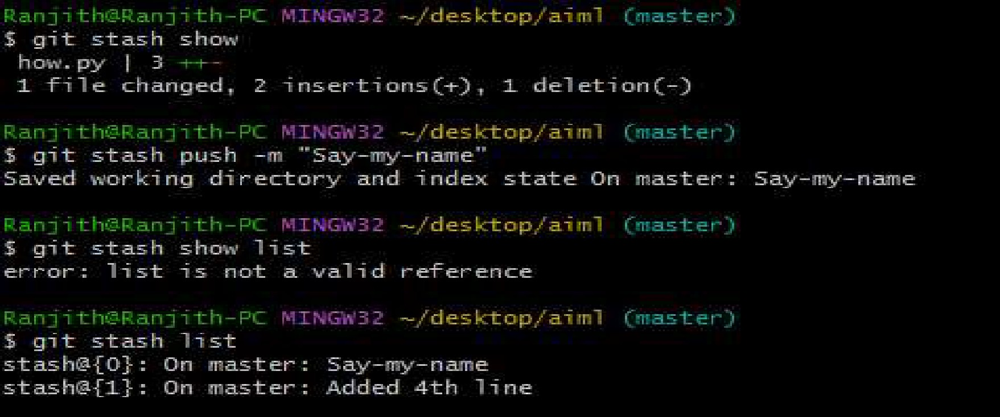 Ranjith@Ranjith-PC MINGW32 ~/desktop/aiml (master)
$ git stash show
 how.py | 3 ++-
 1 file changed, 2 insertions(+), 1 deletion(-)
Ranjith@Ranjith-PC MINGW32 ~/desktop/aiml (master)
$ git stash push -m "Say-my-name"
Saved working directory and index state On master: Say-my-name
Ranjith@Ranjith-PC MINGW32 ~/desktop/aiml (master)
$ git stash show list
error: list is not a valid reference
Ranjith@Ranjith-PC MINGW32 ~/desktop/aiml (master)
$ git stash list
stash@{0}: On master: Say-my-name
stash@{1}: On master: Added 4th line